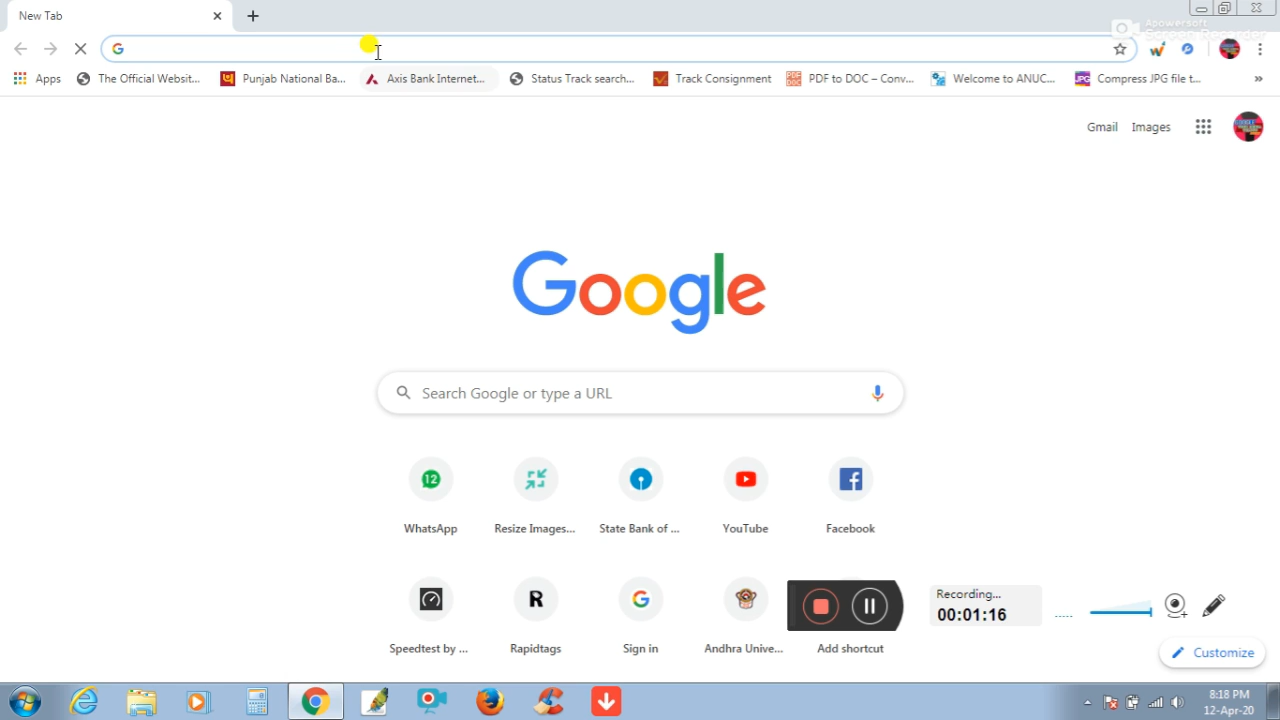 New Tab
Apowersoft
Screen Recorder
Apps
The Official Websit...
Punjab National Ba...
Axis Bank Internet...
Status Track search...
Track Consignment
PDF to DOC – Conv...
Welcome to ANUC...
Compress JPG file t...
Gmail
Images
Google
Search Google or type a URL
12
WhatsApp
Resize Images...
State Bank of ...
YouTube
Facebook
Speedtest by ...
Rapidtags
Sign in
Andhra Unive...
Add shortcut
Recording...
00:01:16
Customize
8:18 PM
12-Apr-20